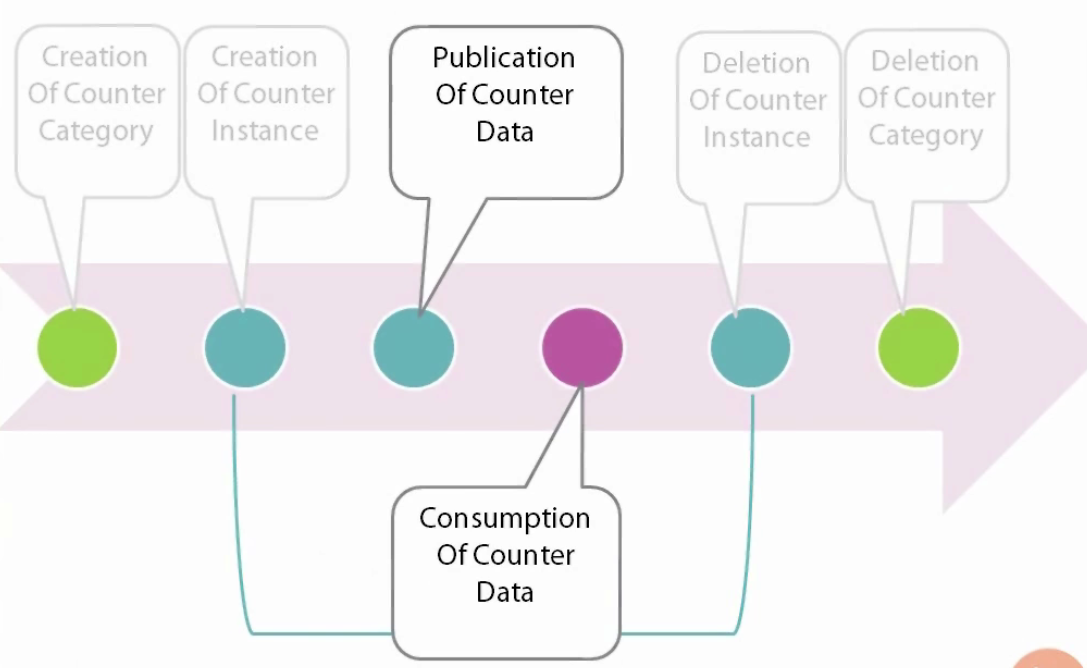 Creation
Of Counter
Category
Creation
Of Counter
Instance
Publication
Of Counter
Data
Deletion
Of Counter
Instance
Deletion
Of Counter
Category
Consumption
Of Counter
Data